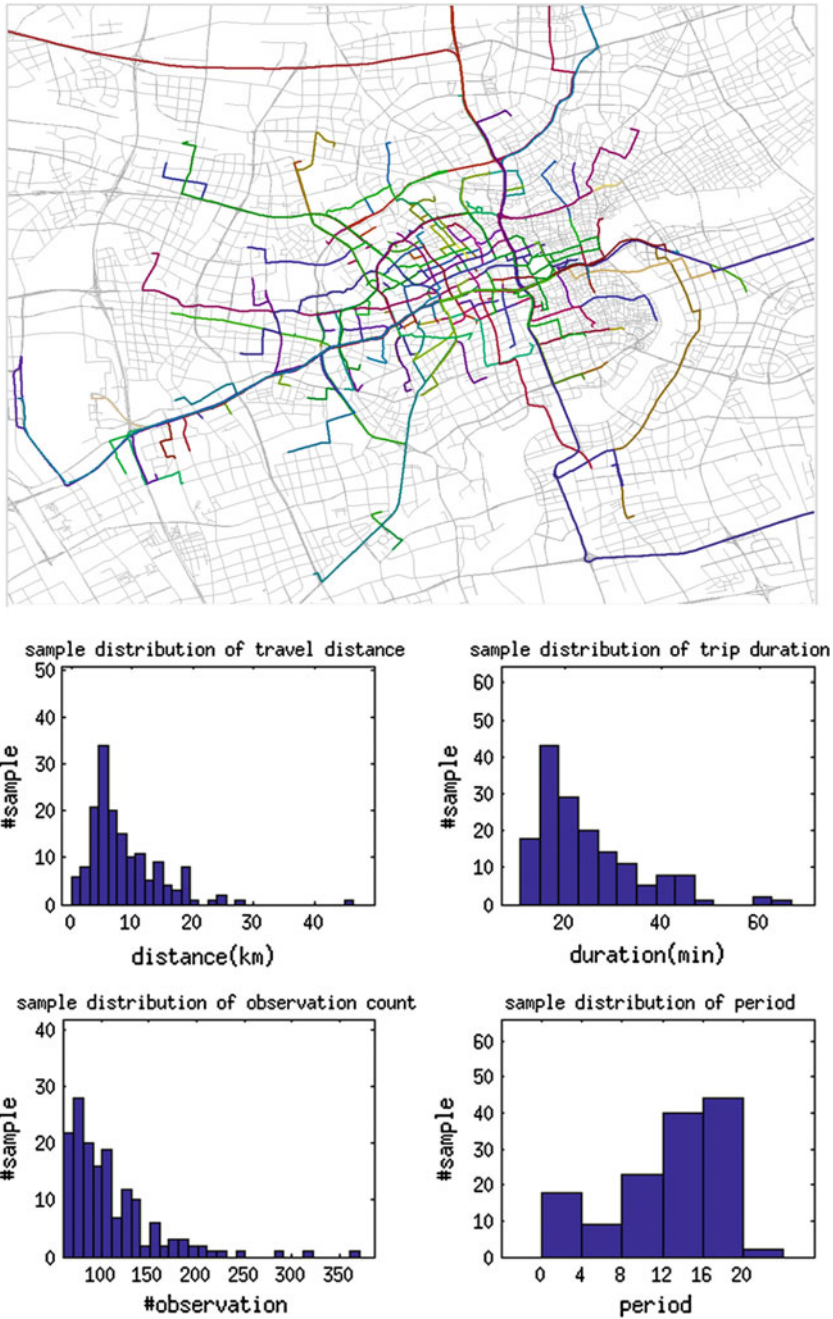 sample distribution of travel distance
50
40
30
20
10
0
#sample
0 10 20 30 40
distance(km)
sample distribution of trip duration
60
50
40
30
20
10
0
#sample
20 40 60
duration(min)
sample distribution of observation count
40
30
20
10
0
#sample
100 150 200 250 300 350
#observation
sample distribution of period
60
50
40
30
20
10
0
#sample
0 4 8 12 16 20
period